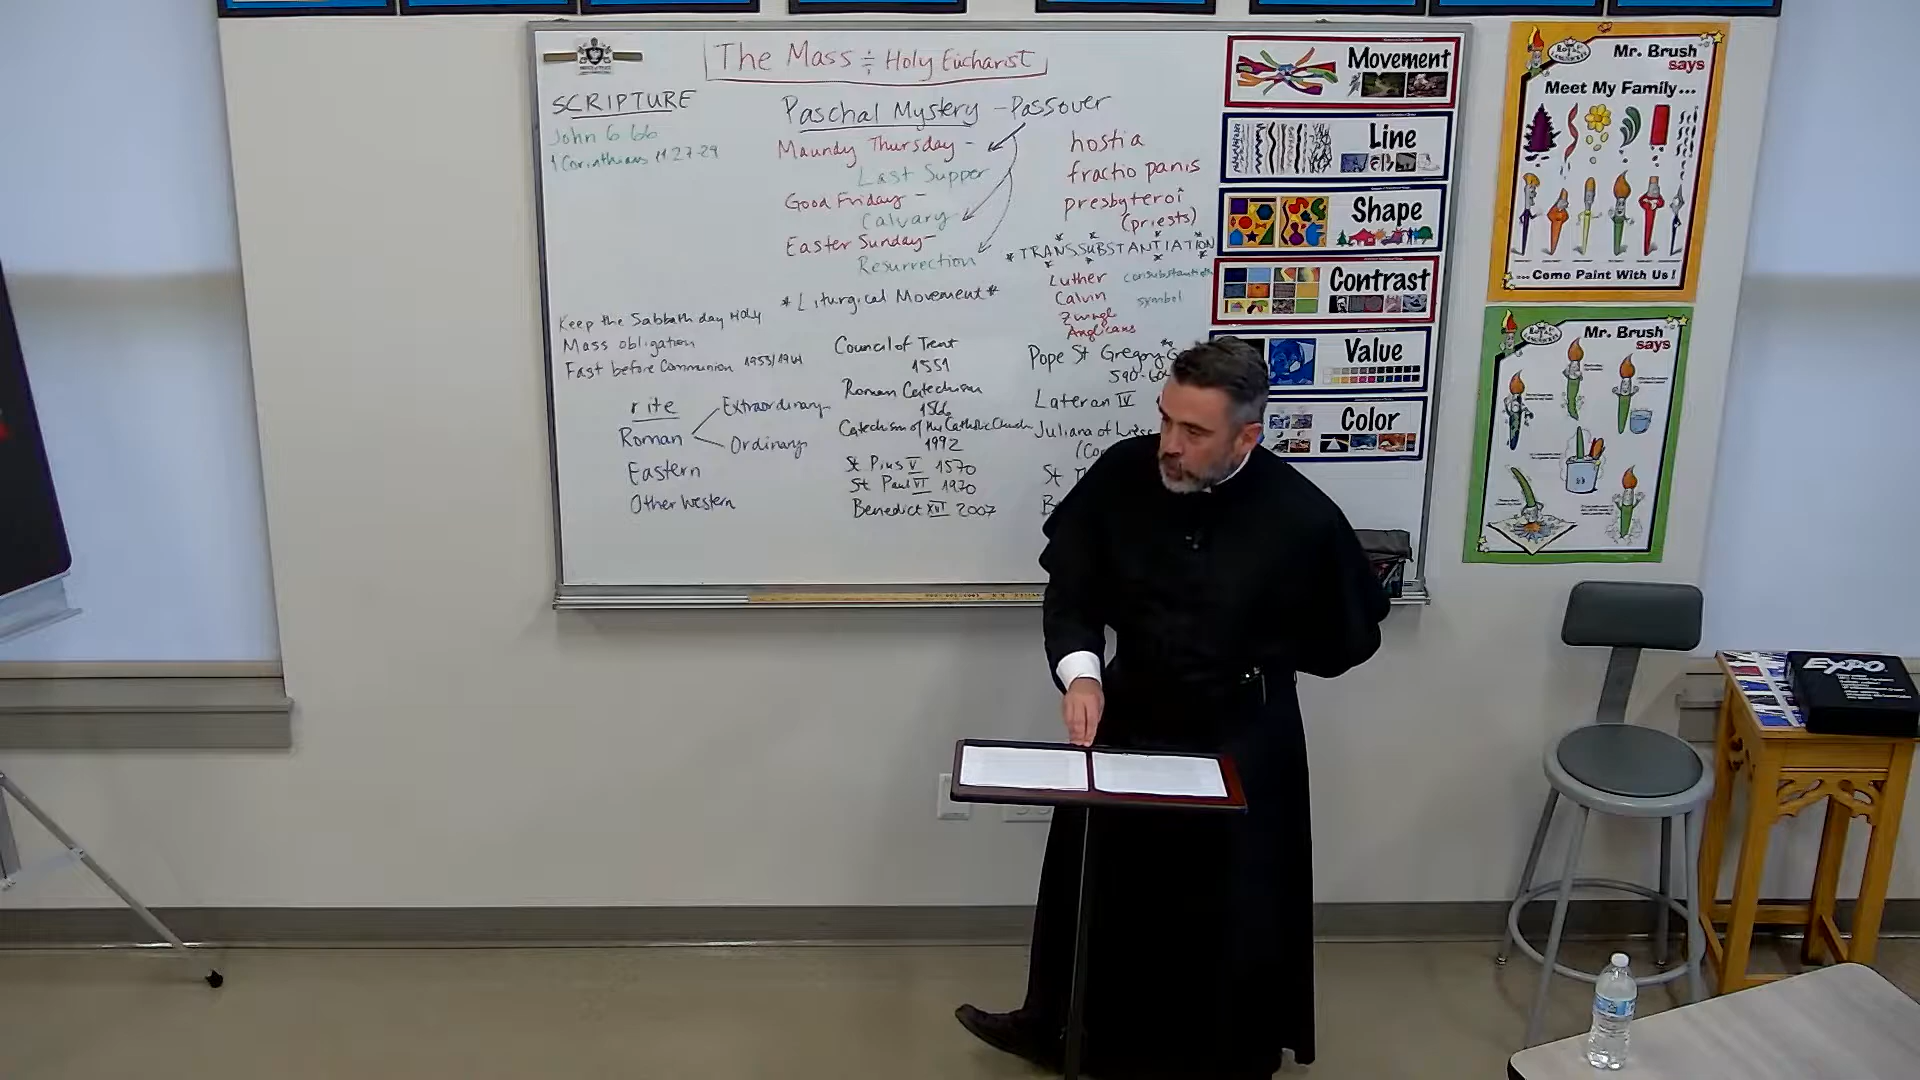 The Mass ÷ Holy Eucharist
SCRIPTURE
John 6 66
1 Corinthians 11 27-29
Paschal Mystery - Passover
Maundy Thursday -
Last Supper
Good Friday -
Calvary
Easter Sunday -
Resurrection
*Liturgical Movement*
hostia
fractio panis
presbyteroi
(priests)
*TRANSSUBSTANTIATION
Luther
Calvin symbol
Zwingli
Anglicans
Keep the Sabbath day Holy
Mass obligation
Fast before Communion 1953/1964
rite
Roman
Extraordinary
Ordinary
Eastern
Other Western
Council of Trent
1551
Roman Catechism
1566
Catechism of the Catholic Church
1992
St Pius V 1570
St Paul VI 1970
Benedict XVI 2007
Pope St Gregory G
590-604
Lateran IV
Juliana of Liège
(Co
St
B
Movement
Line
Shape
Contrast
Value
Color
Mr. Brush
says
Meet My Family...
...Come Paint With Us!
Mr. Brush
says
EXPO